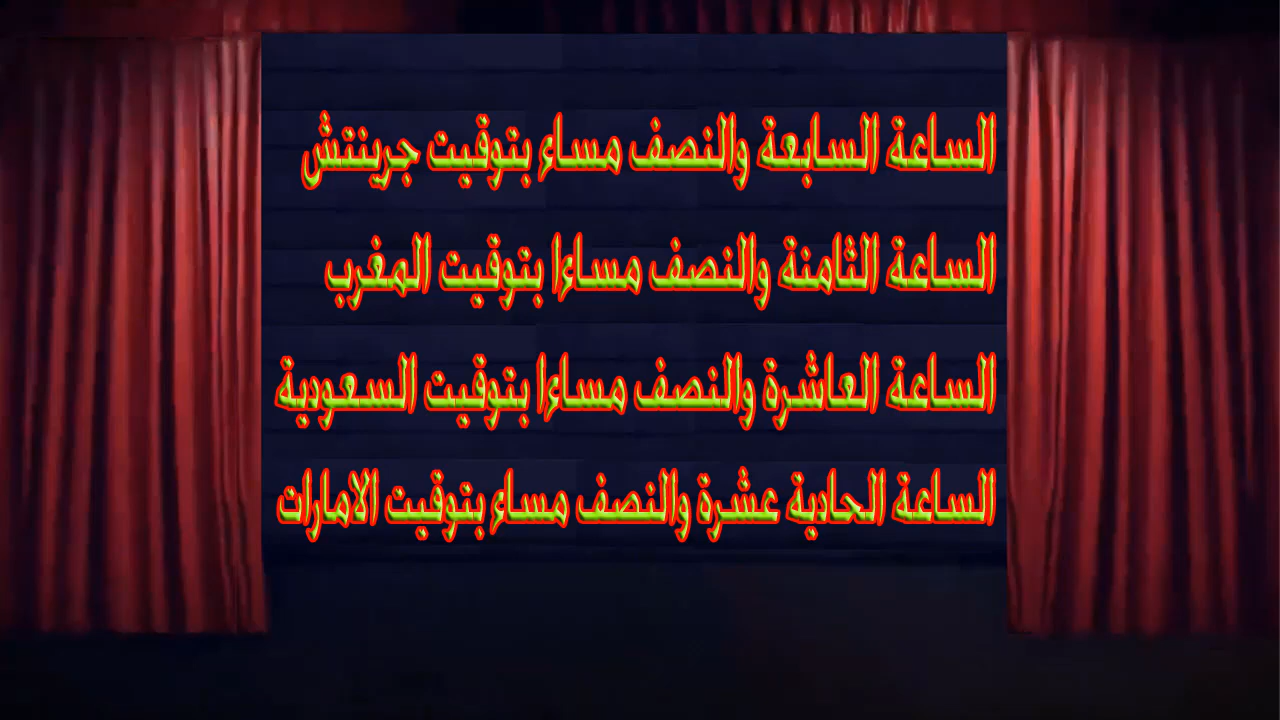 الساعة السابعة والنصف مساء بتوقيت جرينتش
الساعة الثامنة والنصف مساءا بتوقيت المغرب
الساعة العاشرة والنصف مساءا بتوقيت السعودية
الساعة الحادية عشرة والنصف مساء بتوقيت الامارات